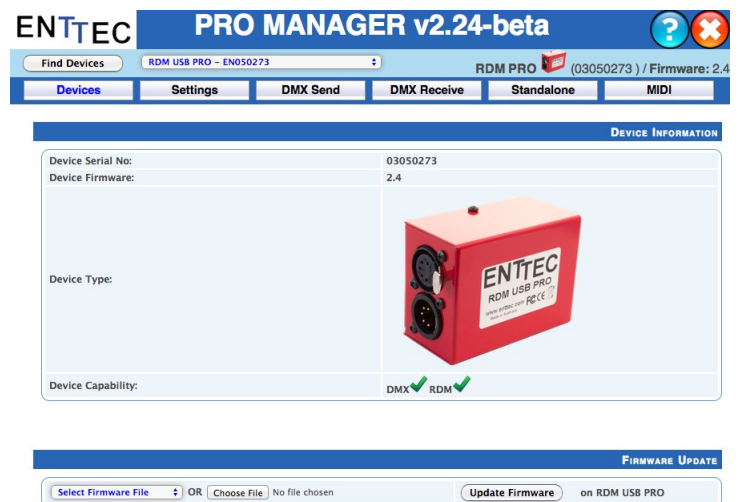 ENTTEC PRO MANAGER v2.24-beta ?
Find Devices RDM USB PRO - EN050273 RDM PRO (03050273 ) / Firmware: 2.4
Devices Settings DMX Send DMX Receive Standalone MIDI
DEVICE INFORMATION
Device Serial No: 03050273
Device Firmware: 2.4
Device Type:
ENTTEC
RDM USB PRO
www.enttec.com FC CE
Device Capability: DMX RDM
FIRMWARE UPDATE
Select Firmware File OR Choose File No file chosen Update Firmware on RDM USB PRO